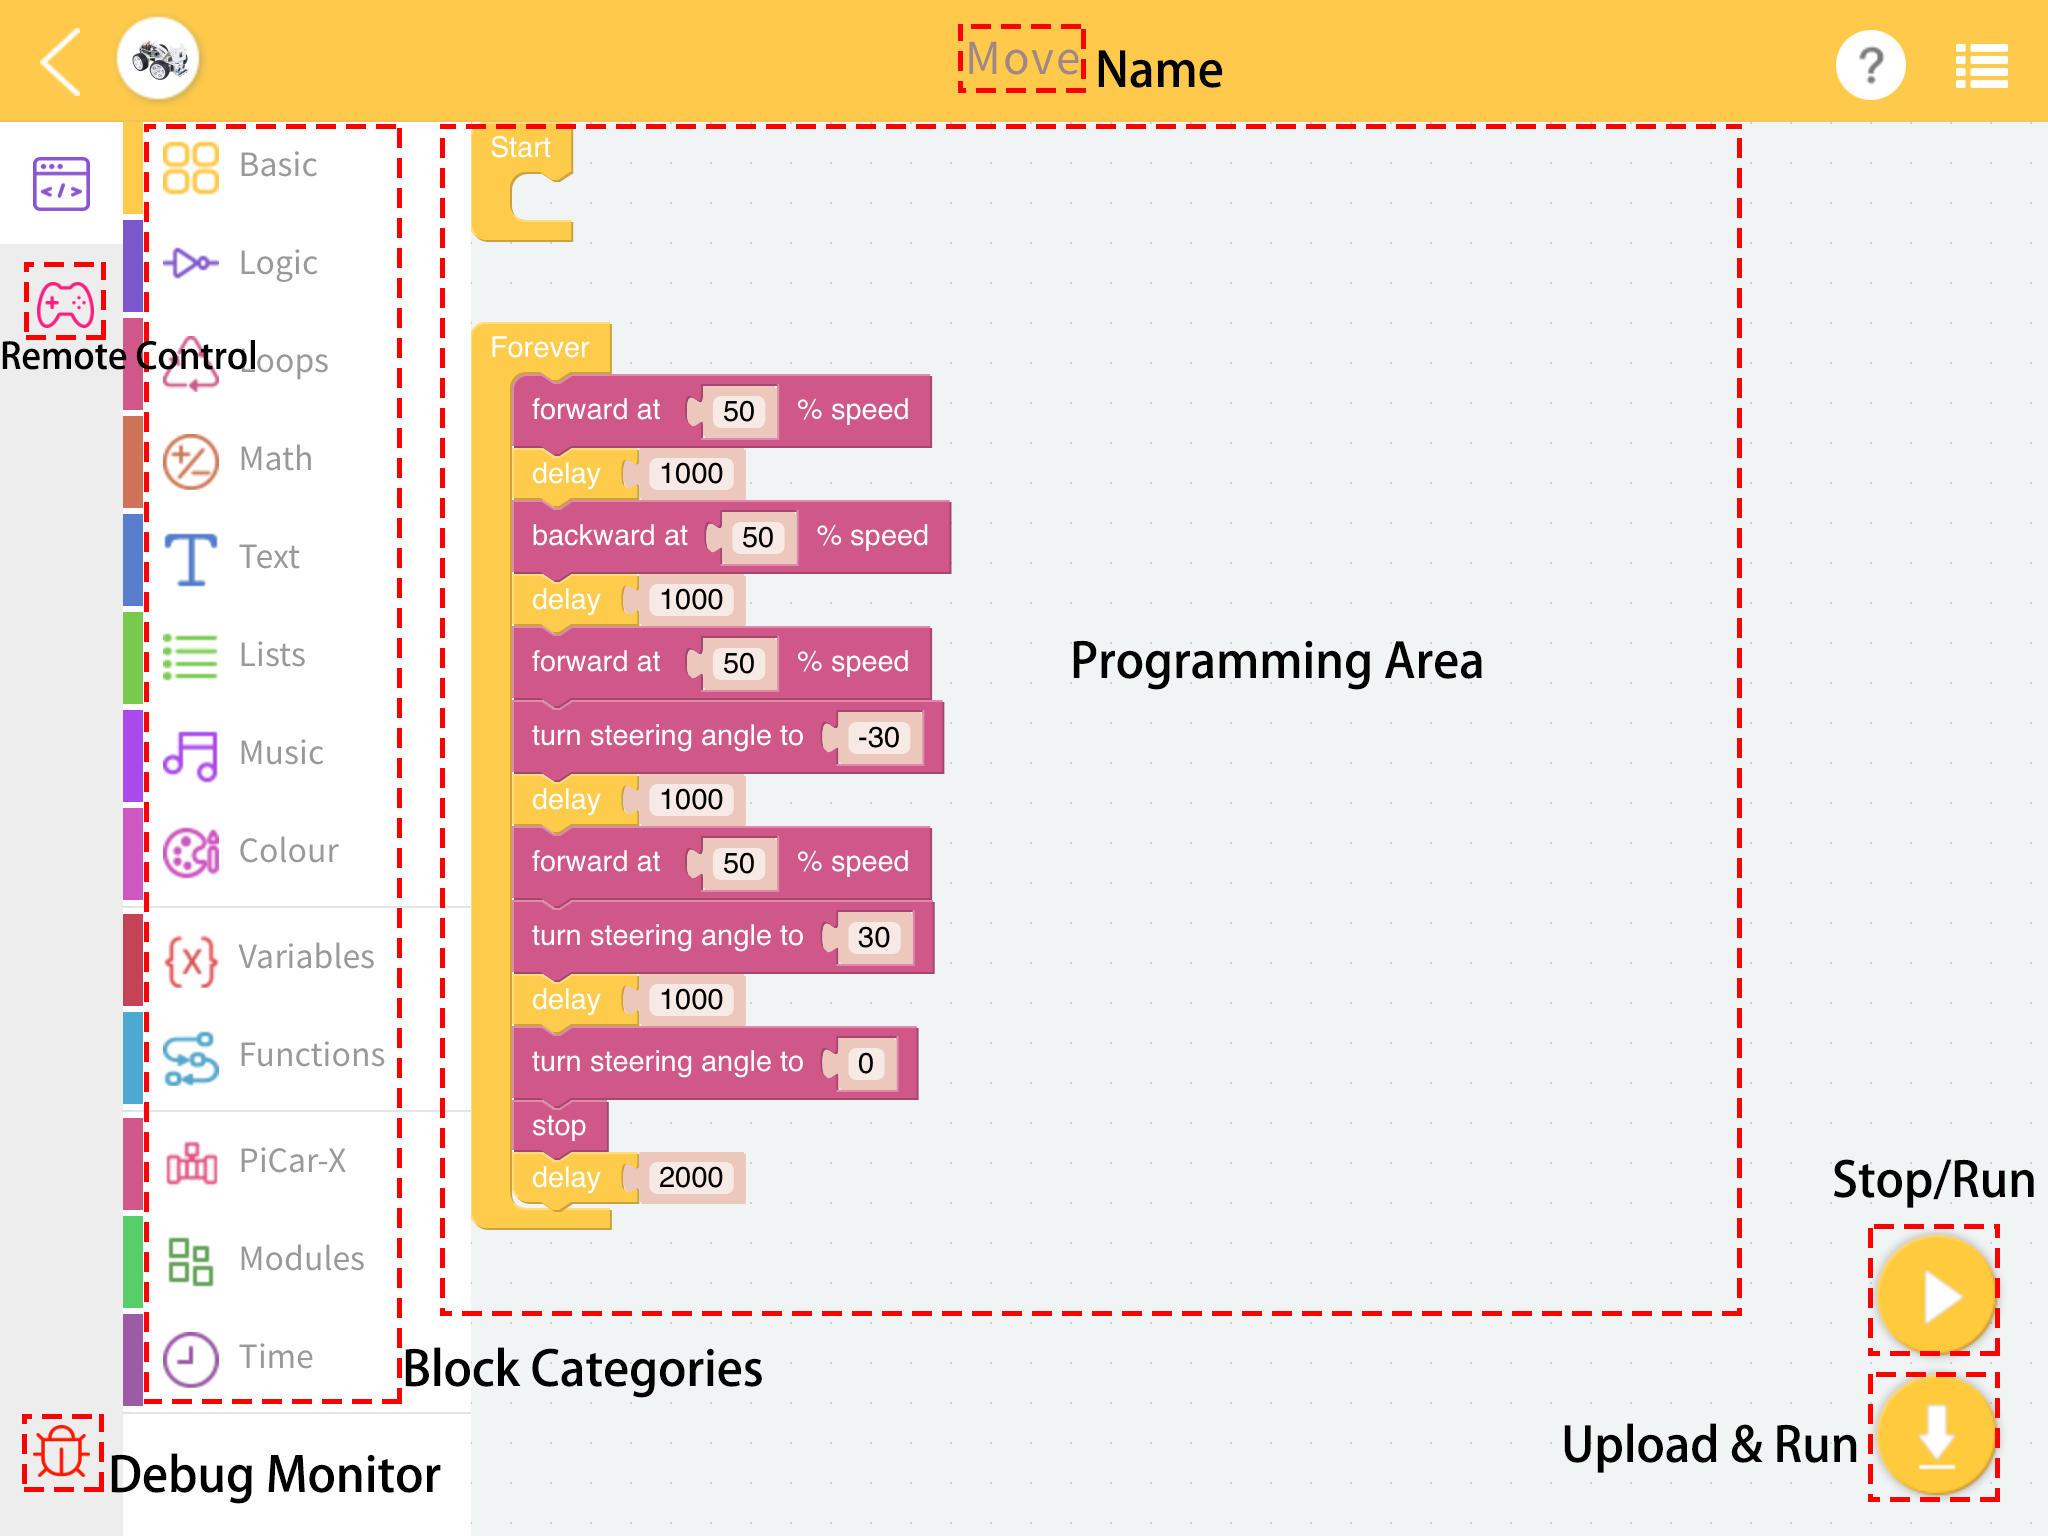 Move Name
?
Basic
Logic
Remote Control
Loops
Math
Text
Lists
Music
Colour
Variables
Functions
PiCar-X
Modules
Time
Block Categories
Debug Monitor
Start
Forever
forward at 50 % speed
delay 1000
backward at 50 % speed
delay 1000
forward at 50 % speed
turn steering angle to -30
delay 1000
forward at 50 % speed
turn steering angle to 30
delay 1000
turn steering angle to 0
stop
delay 2000
Programming Area
Stop/Run
Upload & Run